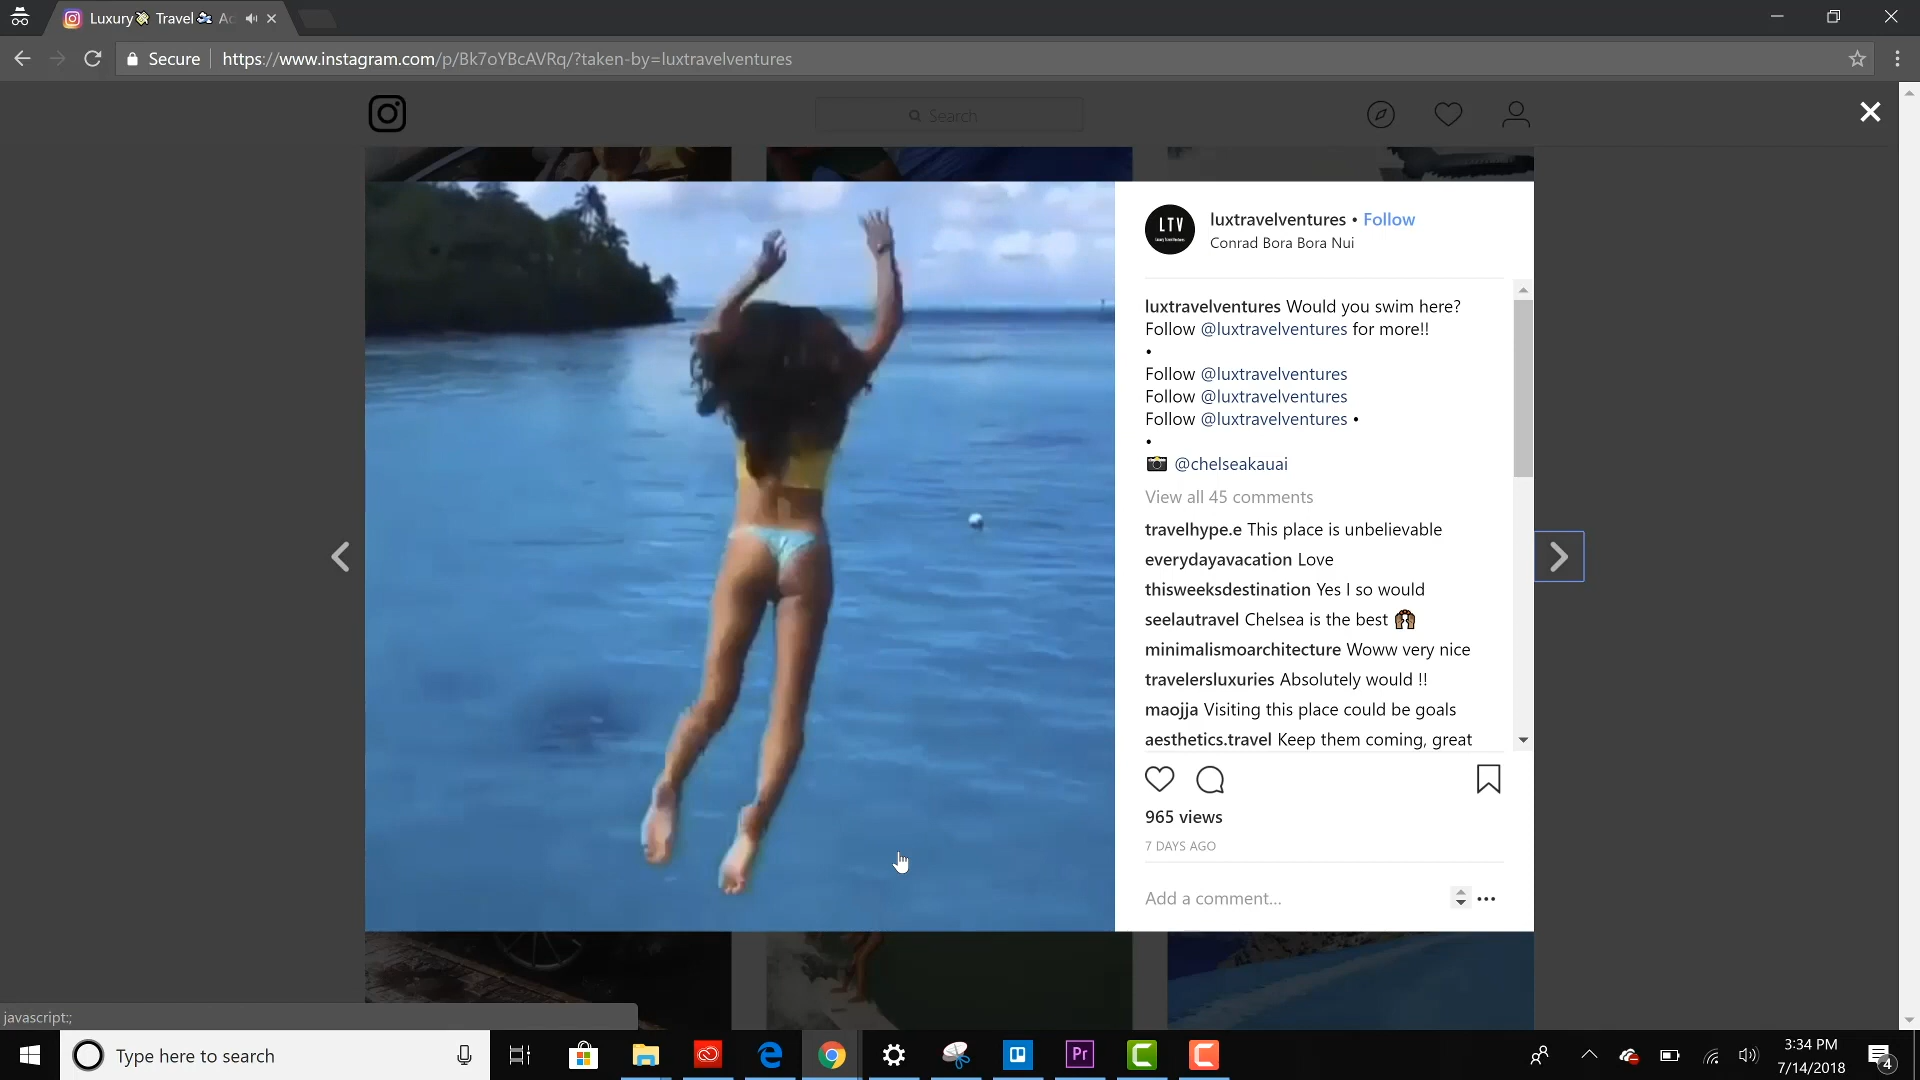 Luxury Travel Ac
Secure https://www.instagram.com/p/Bk7oYBcAVRq/?taken-by=luxtravelventures
Search
LTV
luxtravelventures • Follow
Conrad Bora Bora Nui
luxtravelventures Would you swim here?
Follow @luxtravelventures for more!!
•
Follow @luxtravelventures
Follow @luxtravelventures
Follow @luxtravelventures •
•
📷 @chelseakauai
View all 45 comments
travelhype.e This place is unbelievable
everydayavacation Love
thisweeksdestination Yes I so would
seelautravel Chelsea is the best
minimalismoarchitecture Woww very nice
travelersluxuries Absolutely would !!
maojja Visiting this place could be goals
aesthetics.travel Keep them coming, great
965 views
7 DAYS AGO
Add a comment...
javascript:;
Type here to search
Pr
3:34 PM
7/14/2018
4